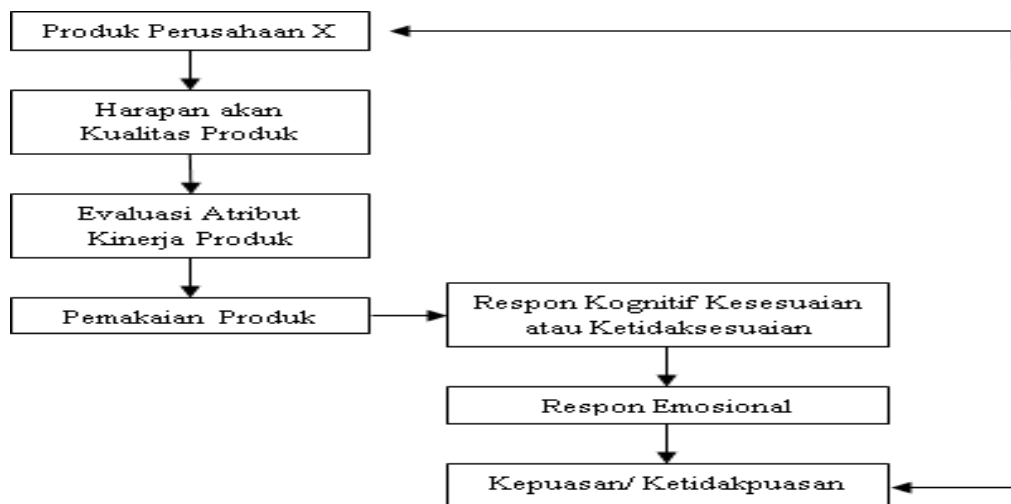 Produk Perusahaan X
Harapan akan
Kualitas Produk
Evaluasi Atribut
Kinerja Produk
Pemakaian Produk
Respon Kognitif Kesesuaian
atau Ketidaksesuaian
Respon Emosional
Kepuasan/ Ketidakpuasan